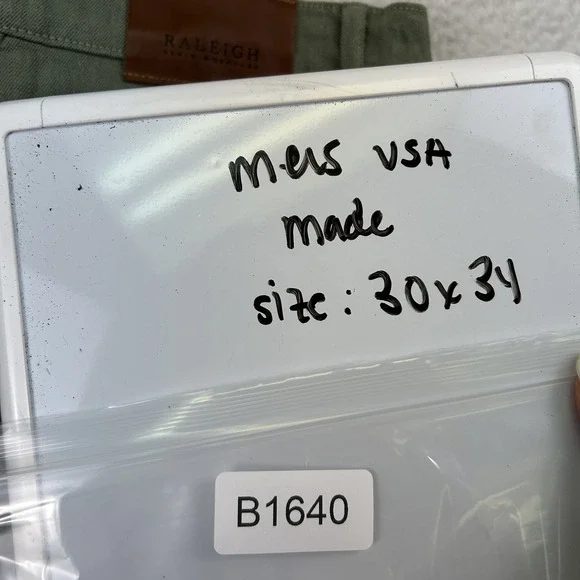 RALEIGH
mens USA
made
size: 30x34
B1640